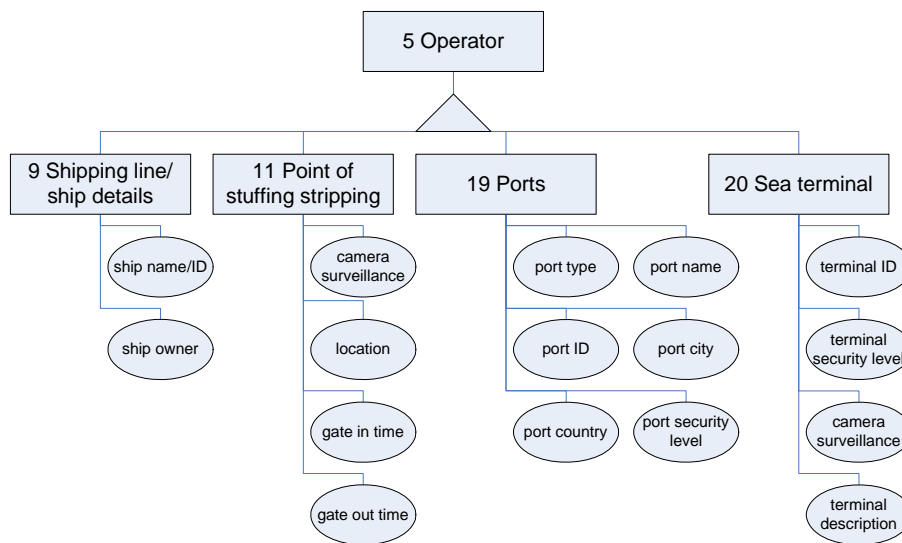 5 Operator
9 Shipping line/
ship details
11 Point of
stuffing stripping
19 Ports
20 Sea terminal
ship name/ID
ship owner
camera
surveillance
location
gate in time
gate out time
port type
port name
port ID
port city
port country
port security
level
terminal ID
terminal
security level
camera
surveillance
terminal
description